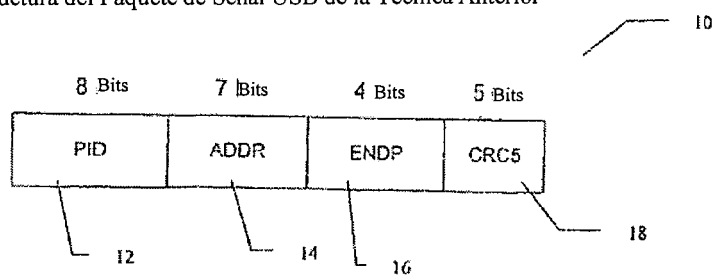 del Paquete de Señal USB de la Técnica Anterior
10
8 Bits 7 Bits 4 Bits 5 Bits
PID ADDR ENDP CRC5
12 14 16 18